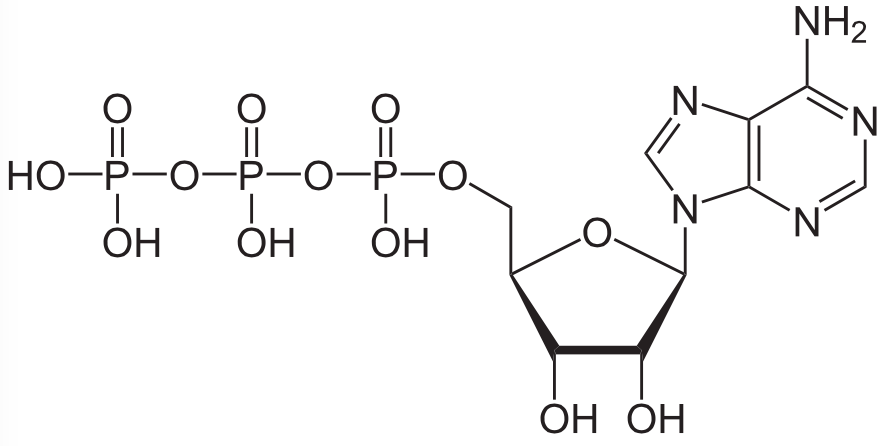 NH₂
O O O N N
HO P O P O P O
OH OH OH O N N
OH OH